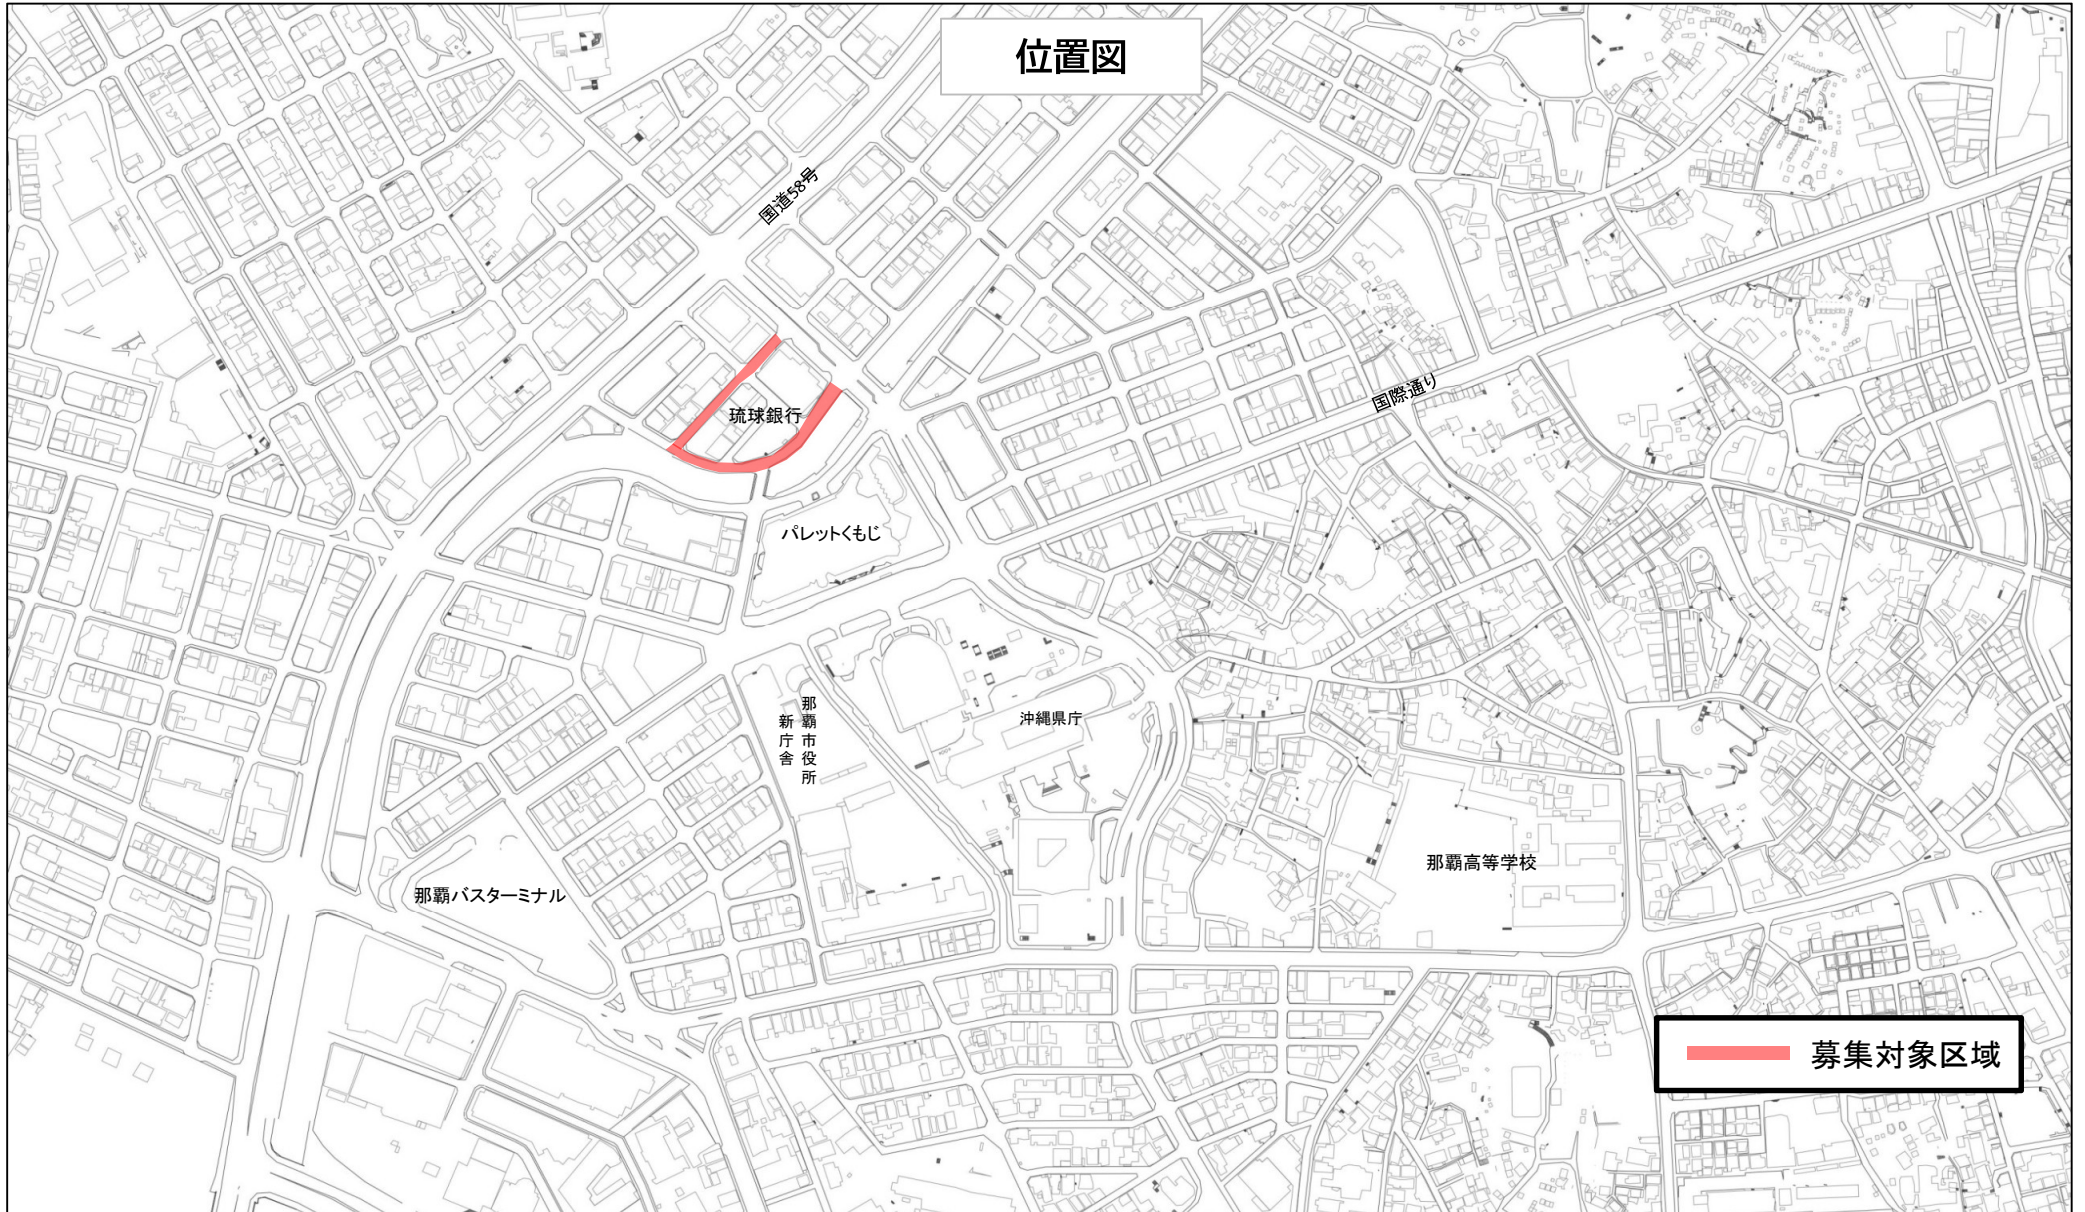 位置図
国道58号
国際通り
琉球銀行
パレットくもじ
那覇市役所
新庁舎
沖縄県庁
那覇高等学校
那覇バスターミナル
募集対象区域